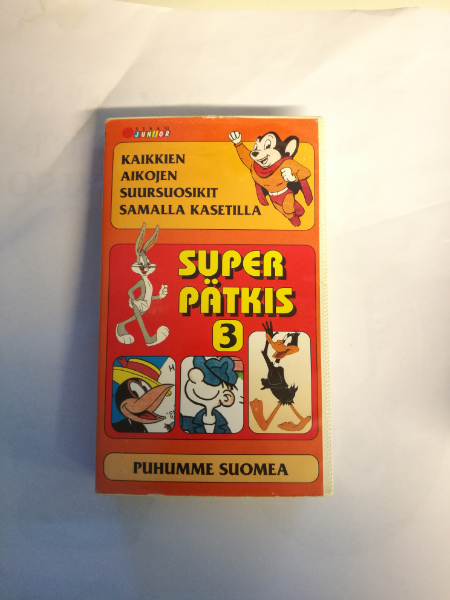 JUNIOR
KAIKKIEN
AIKOJEN
SUURSUOSIKIT
SAMALLA KASETILLA
SUPER
PÄTKIS
3
PUHUMME SUOMEA